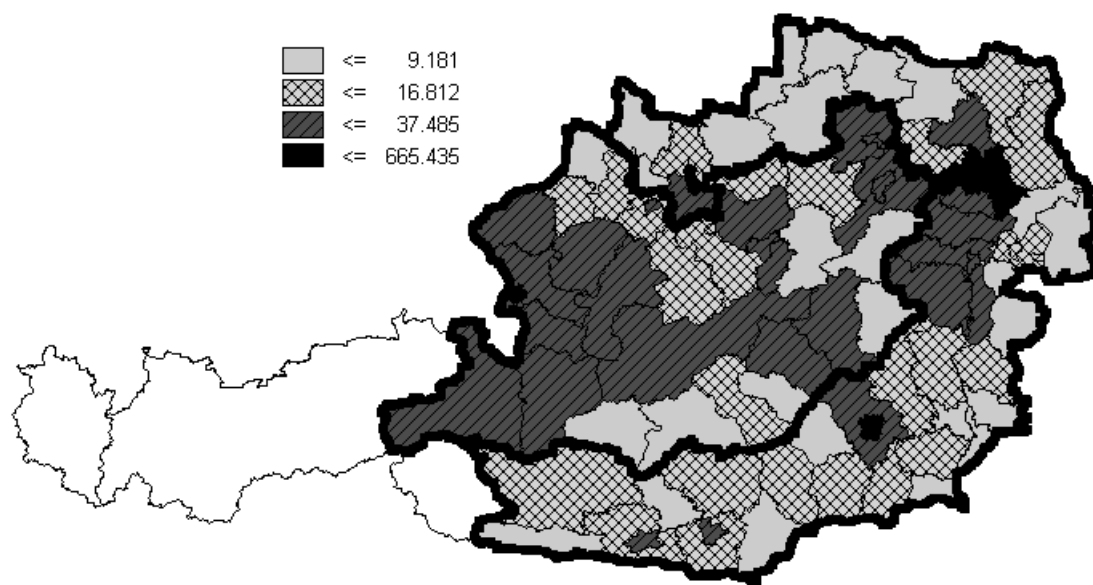 <= 9.181
<= 16.812
<= 37.485
<= 665.435